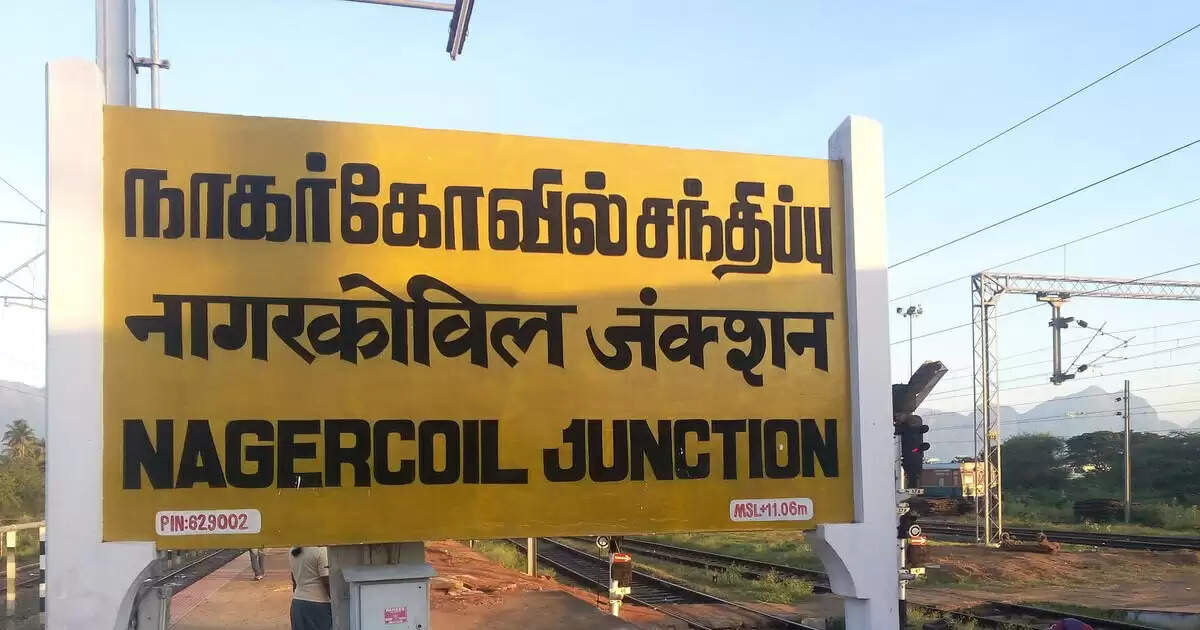 நாகர்கோவில் சந்திப்பு
नागरकोविल जंक्शन
NAGERCOIL JUNCTION
PIN:629002
MSL+11.06m